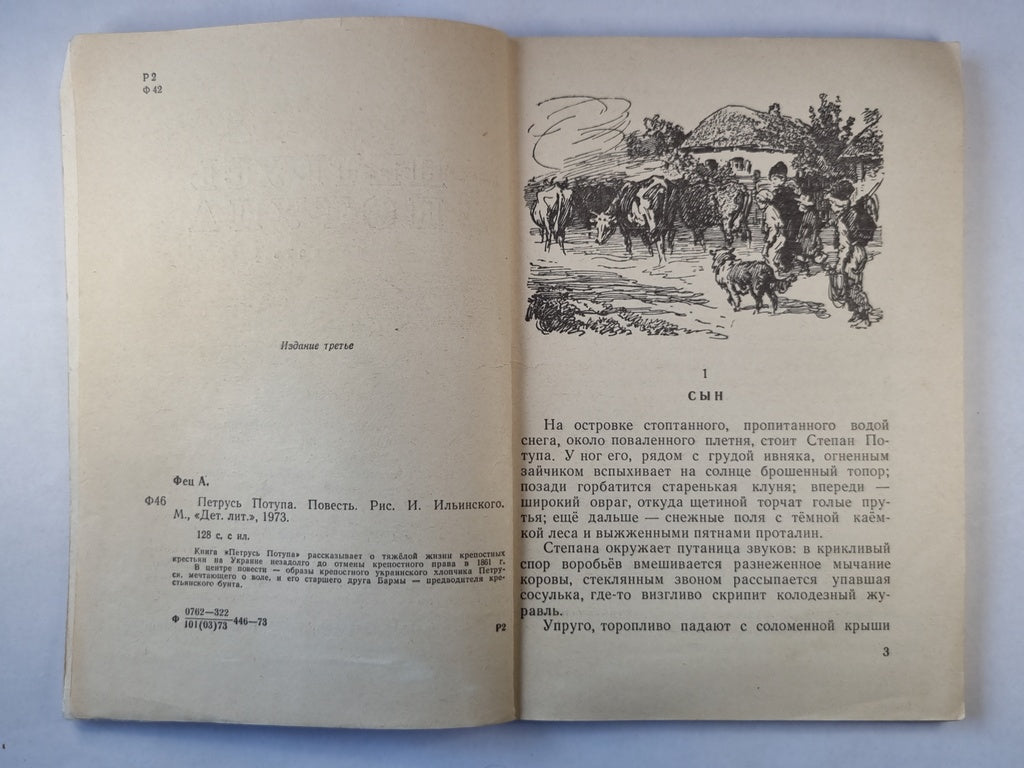 Р 2
Ф 42
Издание третье
Фец А.
Ф46 Петрусь Потупа. Повесть. Рис. И. Ильинского.
М., «Дет. лит.», 1973.
128 с. с ил.
Книга «Петрусь Потупа» рассказывает о тяжёлой жизни крепостных
крестьян на Украине незадолго до отмены крепостного права в 1861 г.
В центре повести — образы крепостного украинского хлопчика Петру-
ся, мечтающего о воле, и его старшего друга Бармы — предводителя кре-
стьянского бунта.
Ф 0762—322
101(03)73 446—73
Р2
1
СЫН
На островке стоптанного, пропитанного водой
снега, около поваленного плетня, стоит Степан По-
тупа. У ног его, рядом с грудой ивняка, огненным
зайчиком вспыхивает на солнце брошенный топор;
позади горбатится старенькая клуня; впереди —
широкий овраг, откуда щетиной торчат голые пру-
тья; ещё дальше — снежные поля с тёмной каём-
кой леса и выжженными пятнами проталин.
Степана окружает путаница звуков: в крикливый
спор воробьёв вмешивается разнеженное мычание
коровы, стеклянным звоном рассыпается упавшая
сосулька, где-то визгливо скрипит колодезный жу-
равль.
Упруго, торопливо падают с соломенной крыши
3